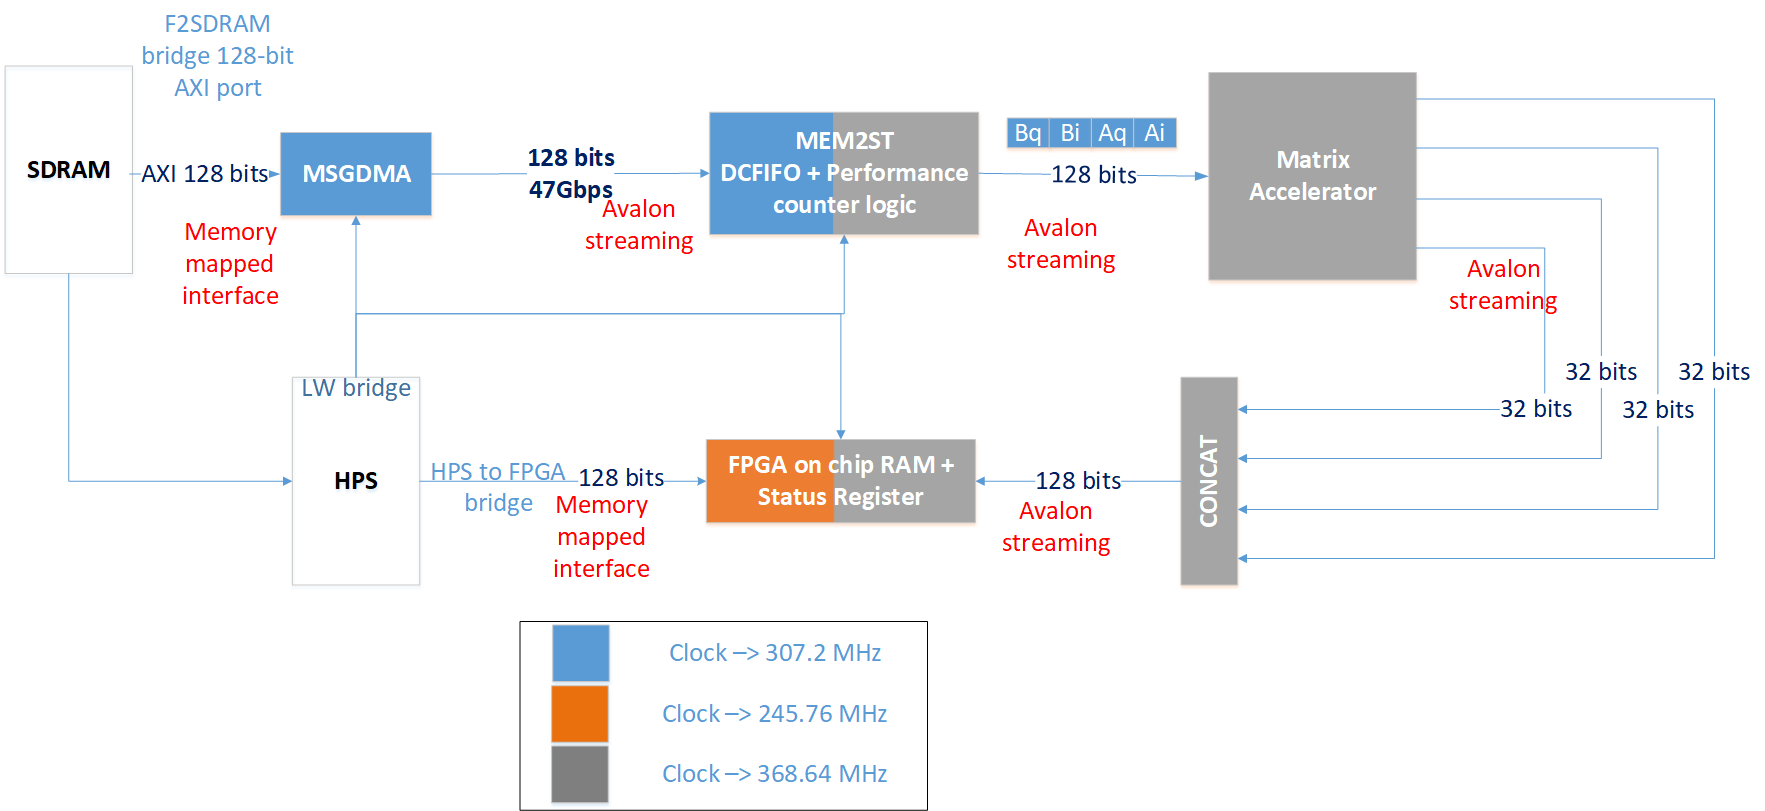 F2SDRAM
bridge 128-bit
AXI port
SDRAM
AXI 128 bits
MSGDMA
Memory
mapped
interface
128 bits
47Gbps
Avalon
streaming
MEM2ST
DCFIFO + Performance
counter logic
Bq Bi Aq Ai
128 bits
Avalon
streaming
Matrix
Accelerator
Avalon
streaming
32 bits
32 bits
32 bits
32 bits
LW bridge
HPS
HPS to FPGA
bridge
128 bits
Memory
mapped
interface
FPGA on chip RAM +
Status Register
128 bits
Avalon
streaming
CONCAT
Clock –> 307.2 MHz
Clock –> 245.76 MHz
Clock –> 368.64 MHz